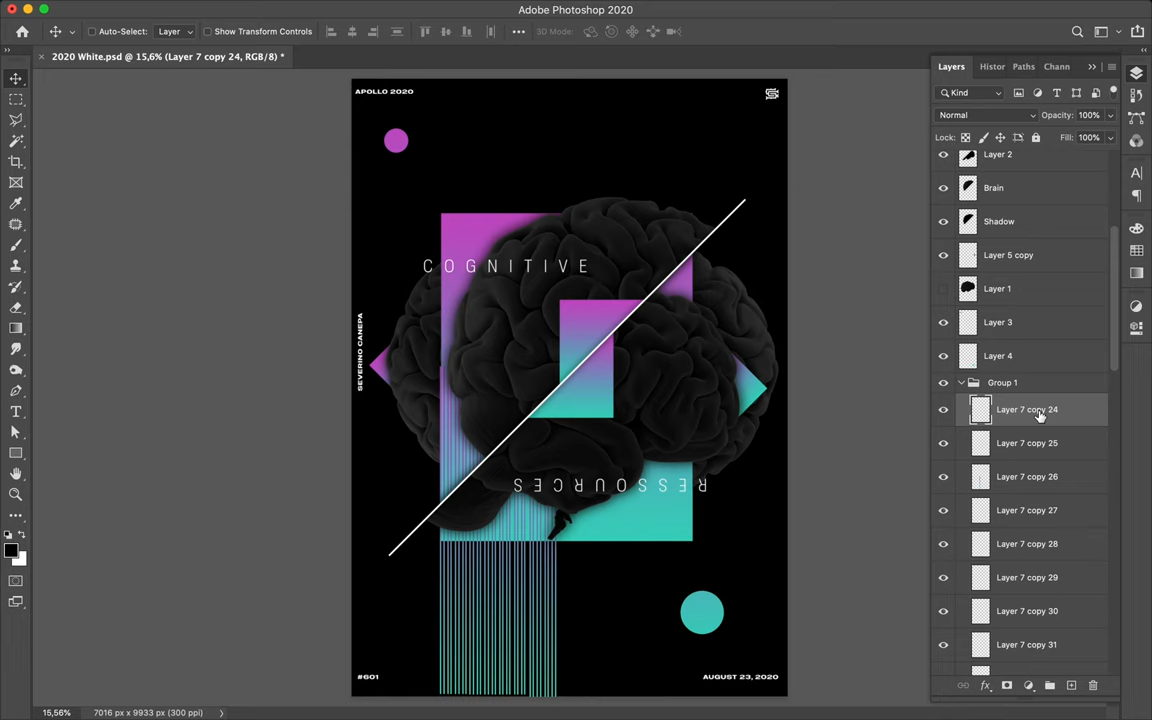 Adobe Photoshop 2020
Auto-Select:
Layer
Show Transform Controls
3D Mode:
2020 White.psd @ 15,6% (Layer 7 copy 24, RGB/8) *
Layers
Histor
Paths
Chann
Kind
Normal
Opacity: 100%
Lock:
Fill: 100%
Layer 2
Brain
Shadow
Layer 5 copy
Layer 1
Layer 3
Layer 4
Group 1
Layer 7 copy 24
Layer 7 copy 25
Layer 7 copy 26
Layer 7 copy 27
Layer 7 copy 28
Layer 7 copy 29
Layer 7 copy 30
Layer 7 copy 31
APOLLO 2020
COGNITIVE
SEVERINO CANEPA
RESSOURCES
#601
AUGUST 23, 2020
15,56%
7016 px x 9933 px (300 ppi)